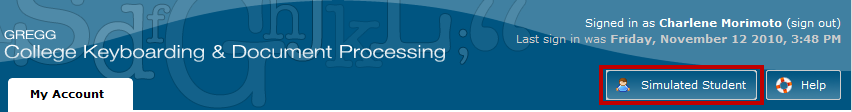 Signed in as Charlene Morimoto (sign out)
Last sign in was Friday, November 12 2010, 3:48 PM
GREGG
College Keyboarding & Document Processing
My Account
Simulated Student
Help